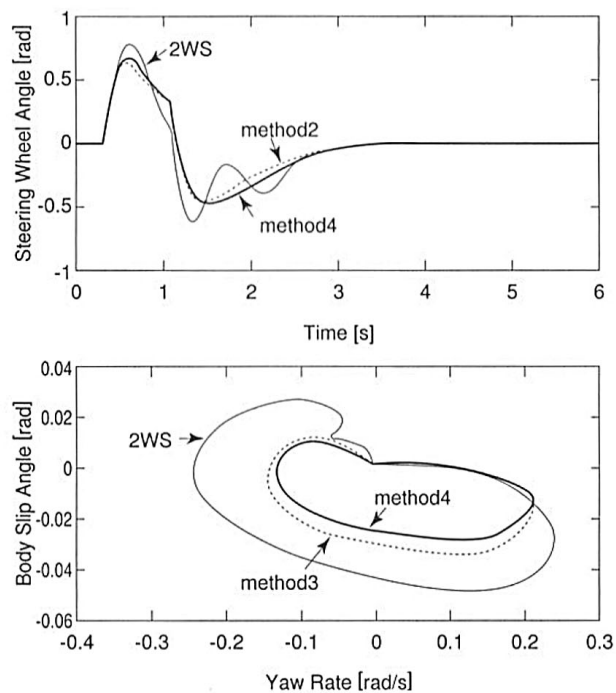 1
0.5
0
-0.5
-1
Steering Wheel Angle [rad]
2WS
method2
method4
0 1 2 3 4 5 6
Time [s]
0.04
0.02
0
-0.02
-0.04
-0.06
Body Slip Angle [rad]
2WS
method4
method3
-0.4 -0.3 -0.2 -0.1 0 0.1 0.2 0.3
Yaw Rate [rad/s]